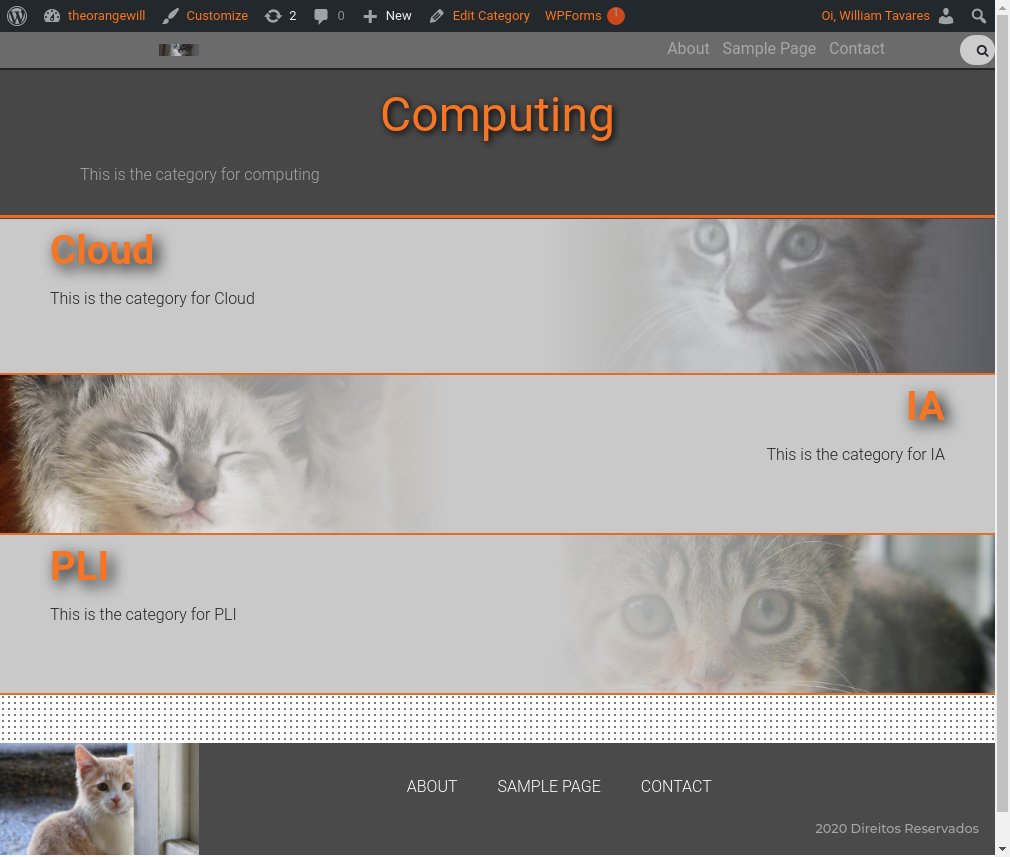 theorangewill Customize 2 0 New Edit Category WPForms Oi, William Tavares
About Sample Page Contact
Computing
This is the category for computing
Cloud
This is the category for Cloud
IA
This is the category for IA
PLI
This is the category for PLI
ABOUT SAMPLE PAGE CONTACT
2020 Direitos Reservados